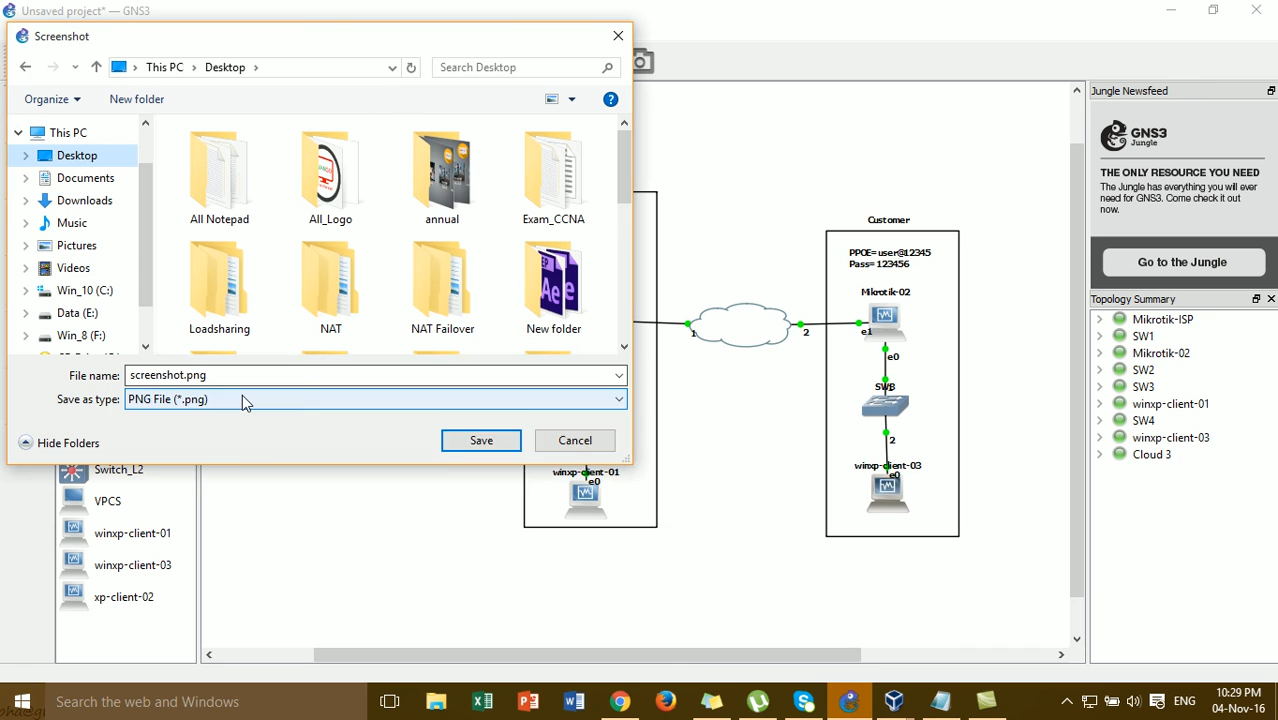 Unsaved project* — GNS3
Screenshot
This PC
Desktop
Search Desktop
Organize
New folder
This PC
Desktop
Documents
Downloads
Music
Pictures
Videos
Win_10 (C:)
Data (E:)
Win_8 (F:)
All Notepad
All_Logo
annual
Exam_CCNA
Loadsharing
NAT
NAT Failover
New folder
File name:
screenshot.png
Save as type:
PNG File (*.png)
Hide Folders
Save
Cancel
Switch_L2
VPCS
winxp-client-01
winxp-client-03
xp-client-02
winxp-client-01
e0
1
2
Customer
PPOE= user@12345
Pass= 123456
Mikrotik-02
e1
e0
SW3
2
winxp-client-03
e0
Jungle Newsfeed
GNS3
Jungle
THE ONLY RESOURCE YOU NEED
The Jungle has everything you will ever
need for GNS3. Come check it out
now.
Go to the Jungle
Topology Summary
Mikrotik-ISP
SW1
Mikrotik-02
SW2
SW3
winxp-client-01
SW4
winxp-client-03
Cloud 3
Search the web and Windows
ENG
10:29 PM
04-Nov-16